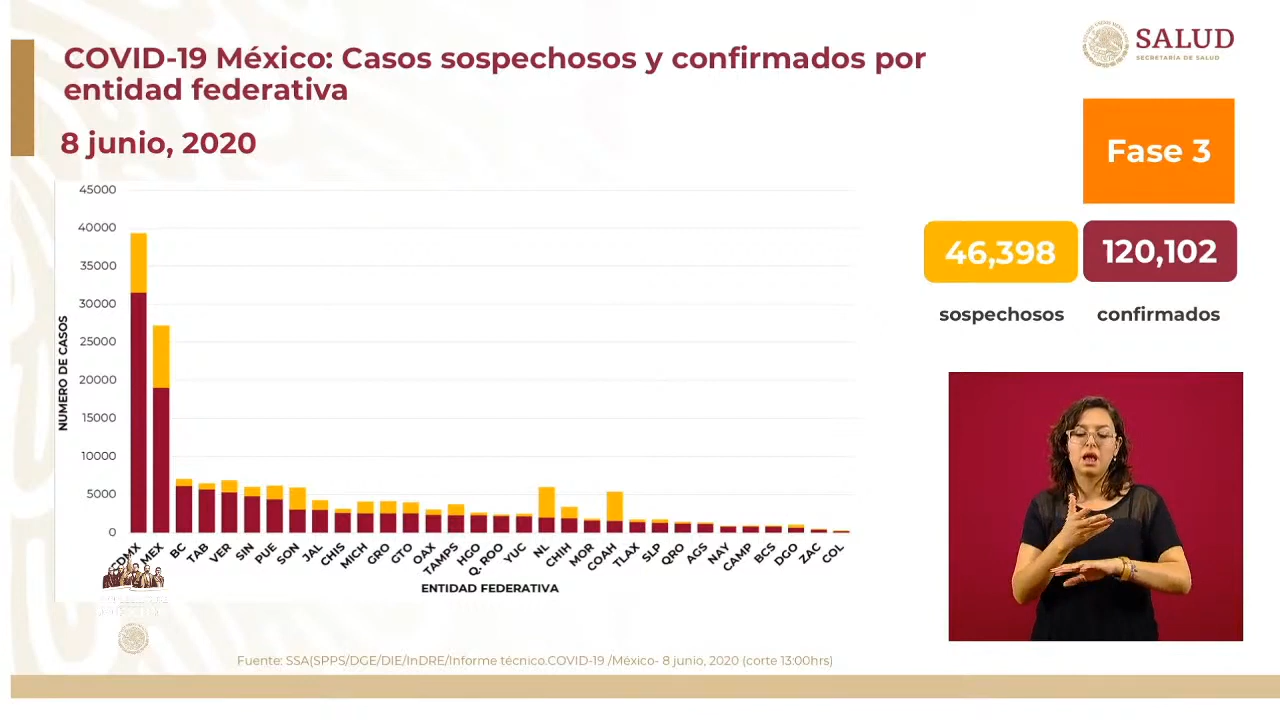 COVID-19 México: Casos sospechosos y confirmados por
entidad federativa
8 junio, 2020
SALUD
SECRETARÍA DE SALUD
Fase 3
46,398
120,102
sospechosos
confirmados
NUMERO DE CASOS
45000
40000
35000
30000
25000
20000
15000
10000
5000
0
CDMX
MEX
BC
TAB
VER
SIN
PUE
SON
JAL
CHIS
MICH
GRO
GTO
OAX
TAMPS
HGO
Q. ROO
YUC
NL
CHIH
MOR
COAH
TLAX
SLP
QRO
AGS
NAY
CAMP
BCS
DGO
ZAC
COL
ENTIDAD FEDERATIVA
Fuente: SSA(SPPS/DGE/DIE/InDRE/Informe técnico.COVID-19 /México- 8 junio, 2020 (corte 13:00hrs)